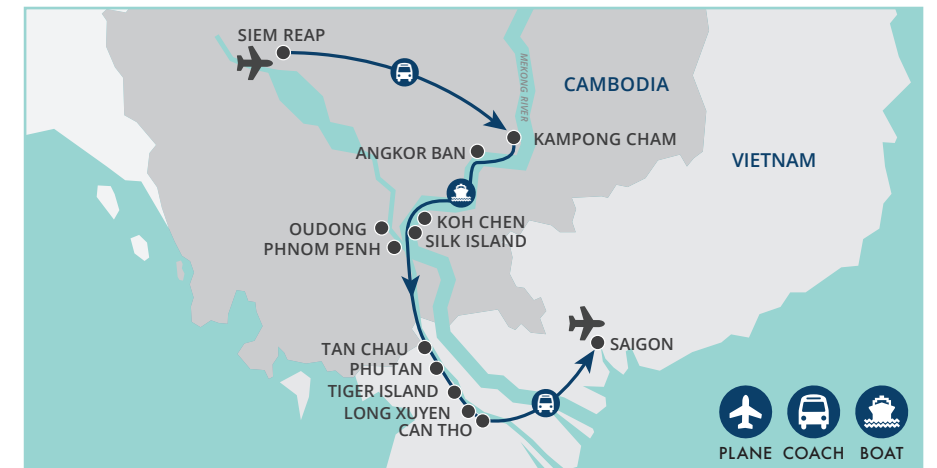 SIEM REAP
MEKONG RIVER
CAMBODIA
KAMPONG CHAM
ANGKOR BAN
VIETNAM
KOH CHEN
OUDONG
SILK ISLAND
PHNOM PENH
SAIGON
TAN CHAU
PHU TAN
TIGER ISLAND
LONG XUYEN
CAN THO
PLANE COACH BOAT